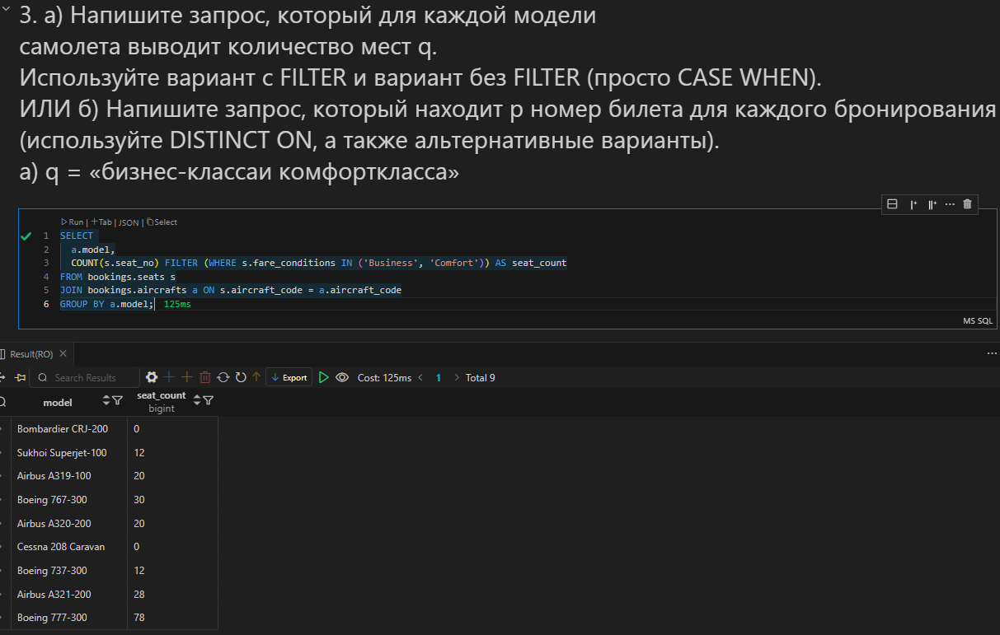 3. а) Напишите запрос, который для каждой модели
самолета выводит количество мест q.
Используйте вариант с FILTER и вариант без FILTER (просто CASE WHEN).
ИЛИ б) Напишите запрос, который находит p номер билета для каждого бронирования
(используйте DISTINCT ON, а также альтернативные варианты).
а) q = «бизнес-классаи комфорткласса»
Run | +Tab | JSON | Select
1 SELECT
2 a.model,
3 COUNT(s.seat_no) FILTER (WHERE s.fare_conditions IN ('Business', 'Comfort')) AS seat_count
4 FROM bookings.seats s
5 JOIN bookings.aircrafts a ON s.aircraft_code = a.aircraft_code
6 GROUP BY a.model; 125ms
MS SQL
Result(RO)
Search Results Export Cost: 125ms < 1 > Total 9
model seat_count
bigint
Bombardier CRJ-200 0
Sukhoi Superjet-100 12
Airbus A319-100 20
Boeing 767-300 30
Airbus A320-200 20
Cessna 208 Caravan 0
Boeing 737-300 12
Airbus A321-200 28
Boeing 777-300 78